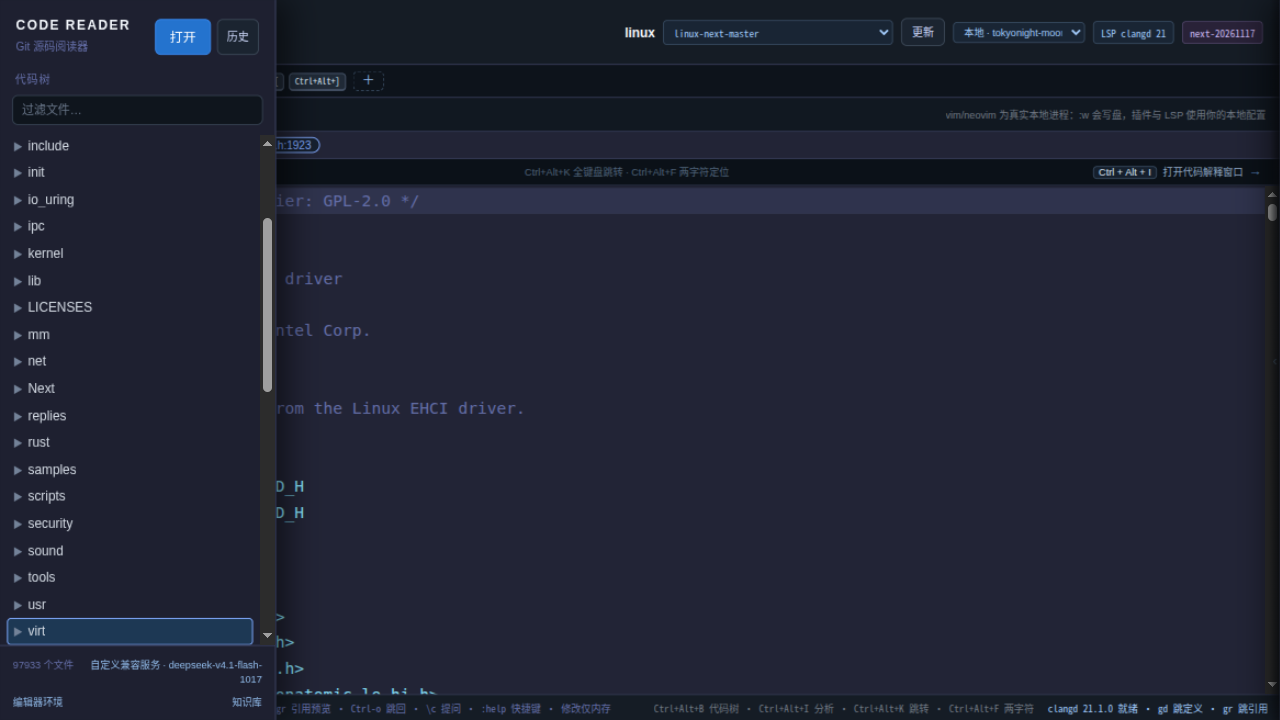 CODE READER
Git 源码阅读器
打开
历史
linux
linux-next-master
更新
本地 · tokyonight-moon
LSP clangd 21
next-20261117
代码树
Ctrl+Alt+]
+
过滤文件…
vim/neovim 为真实本地进程；:w 会写盘，插件与 LSP 使用你的本地配置
h:1923
Ctrl+Alt+K 全键盘跳转 · Ctrl+Alt+F 两字符定位
Ctrl + Alt + I 打开代码解释窗口 →
include
init
io_uring
ipc
kernel
lib
LICENSES
mm
net
Next
replies
rust
samples
scripts
security
sound
tools
usr
virt
ier: GPL-2.0 */
driver
ntel Corp.
rom the Linux EHCI driver.
D_H
D_H
>
h>
.h>
97933 个文件
自定义兼容服务 · deepseek-v4.1-flash-
1017
编辑器环境
知识库
gr 引用预览 · Ctrl-o 跳回 · \c 提问 · :help 快捷键 · 修改仅内存
Ctrl+Alt+B 代码树 · Ctrl+Alt+I 分析 · Ctrl+Alt+K 跳转 · Ctrl+Alt+F 两字符
clangd 21.1.0 就绪 · gd 跳定义 · gr 跳引用